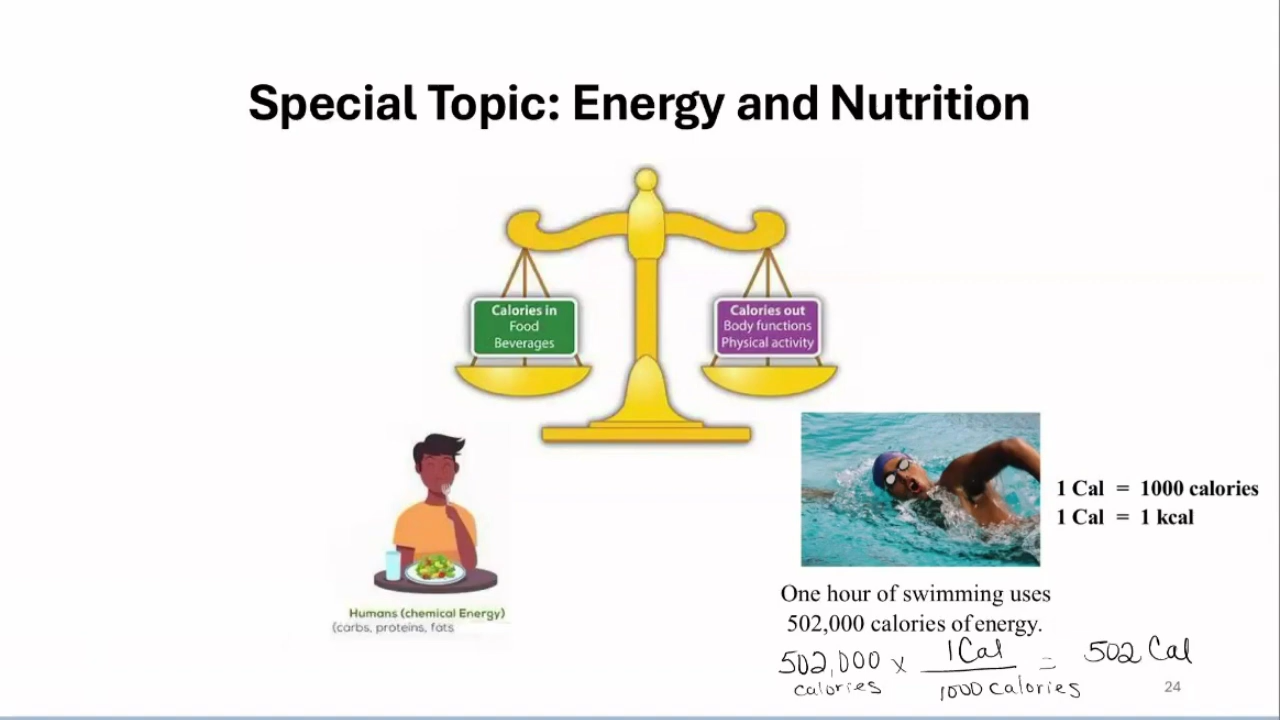 Special Topic: Energy and Nutrition
Calories in
Food
Beverages
Calories out
Body functions
Physical activity
1 Cal = 1000 calories
1 Cal = 1 kcal
Humans (chemical Energy)
(carbs, proteins, fats
One hour of swimming uses
502,000 calories of energy.
502,000 x 1 Cal = 502 Cal
calories 1000 calories
24